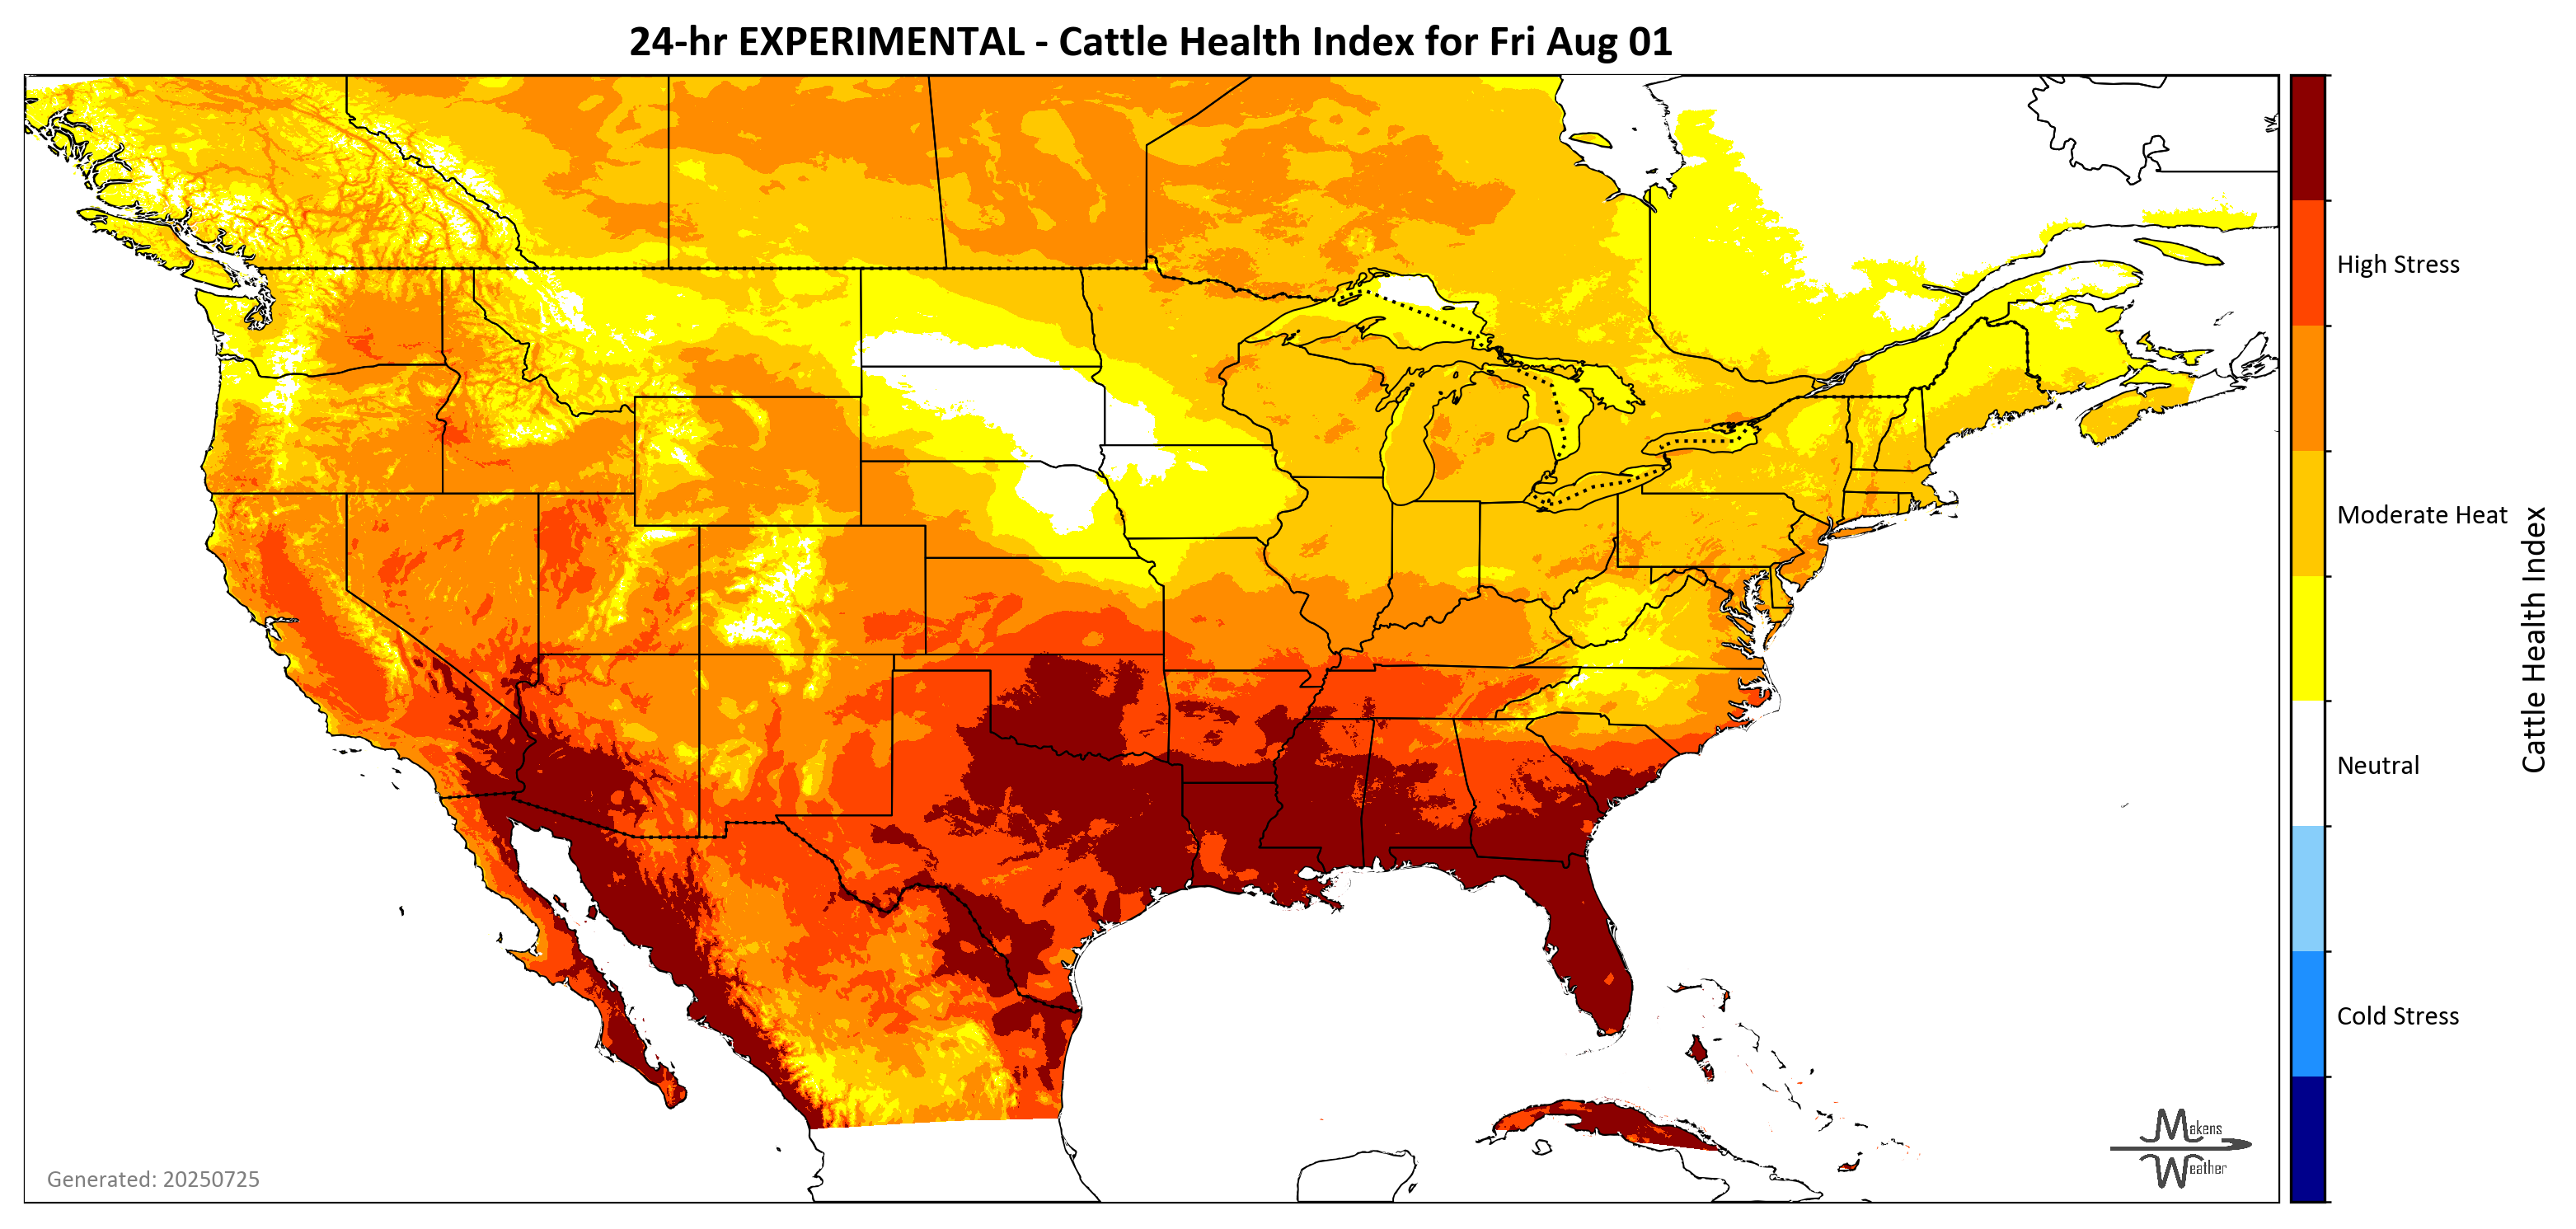 24-hr EXPERIMENTAL - Cattle Health Index for Fri Aug 01
High Stress
Moderate Heat
Neutral
Cold Stress
Cattle Health Index
Makens
Weather
Generated: 20250725